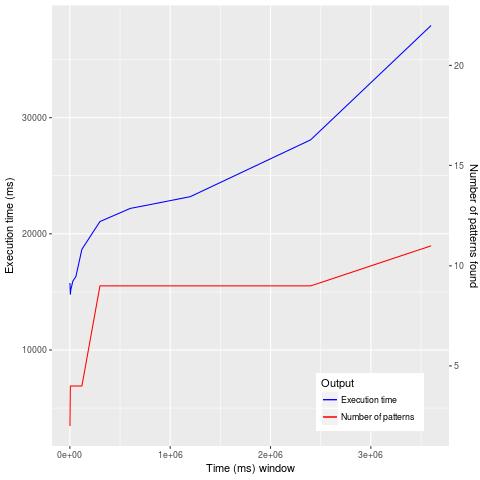 Execution time (ms)
30000
20000
10000
20
15
10
5
Number of patterns found
Output
Execution time
Number of patterns
0e+00
1e+06
2e+06
3e+06
Time (ms) window